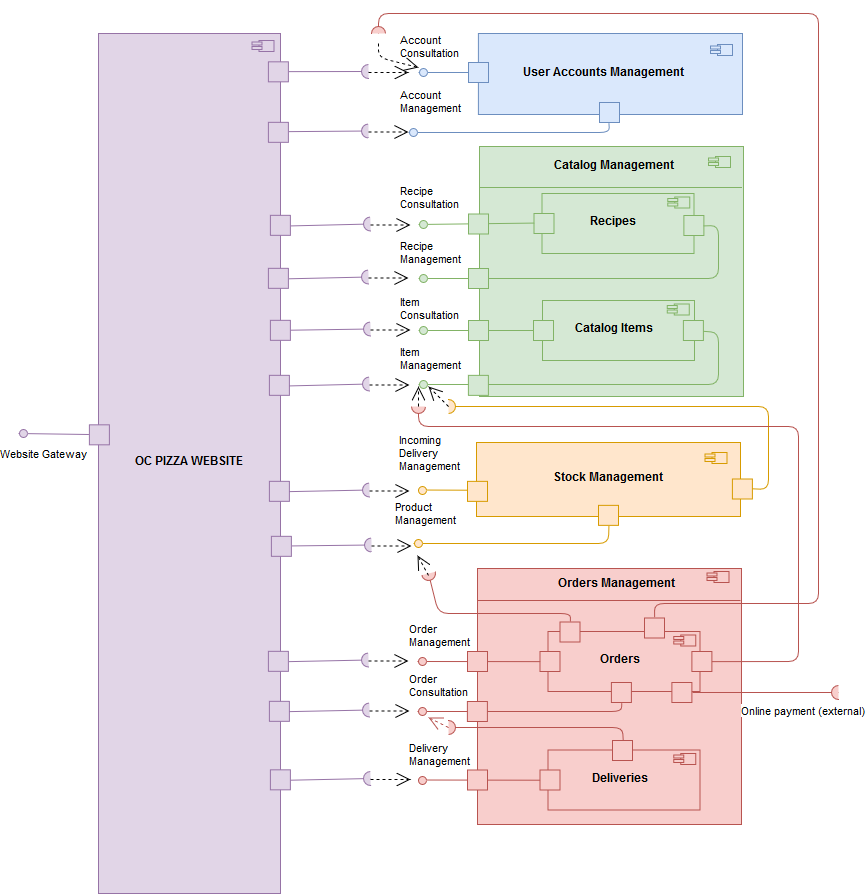 Account
Consultation
User Accounts Management
Account
Management
Catalog Management
Recipe
Consultation
Recipes
Recipe
Management
Item
Consultation
Catalog Items
Item
Management
Website Gateway
OC PIZZA WEBSITE
Incoming
Delivery
Management
Stock Management
Product
Management
Orders Management
Order
Management
Orders
Order
Consultation
Online payment (external)
Delivery
Management
Deliveries